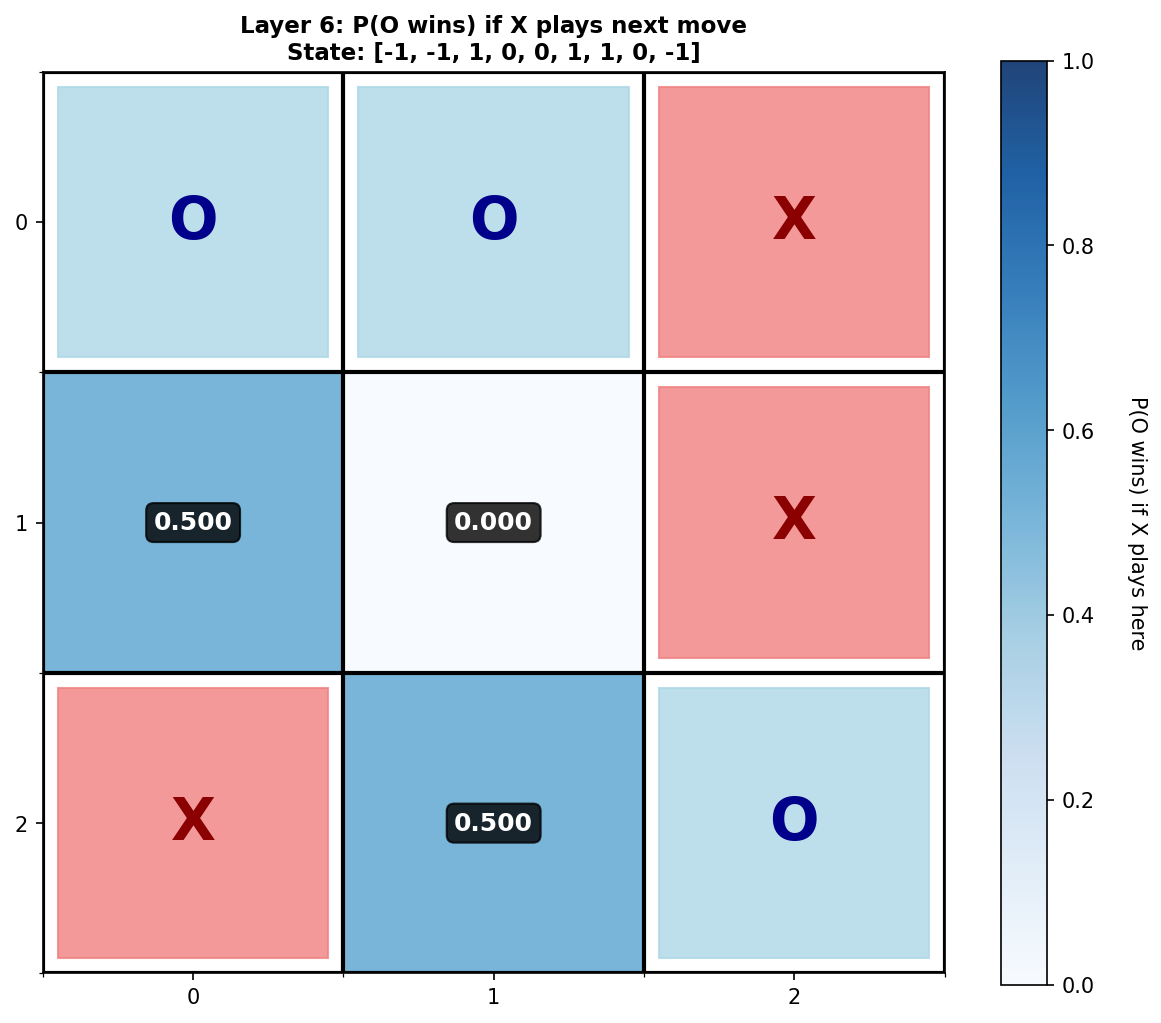 Layer 6: P(O wins) if X plays next move
State: [-1, -1, 1, 0, 0, 1, 1, 0, -1]
0
O
O
X
1
0.500
0.000
X
2
X
0.500
O
0
1
2
1.0
0.8
0.6
0.4
0.2
0.0
P(O wins) if X plays here